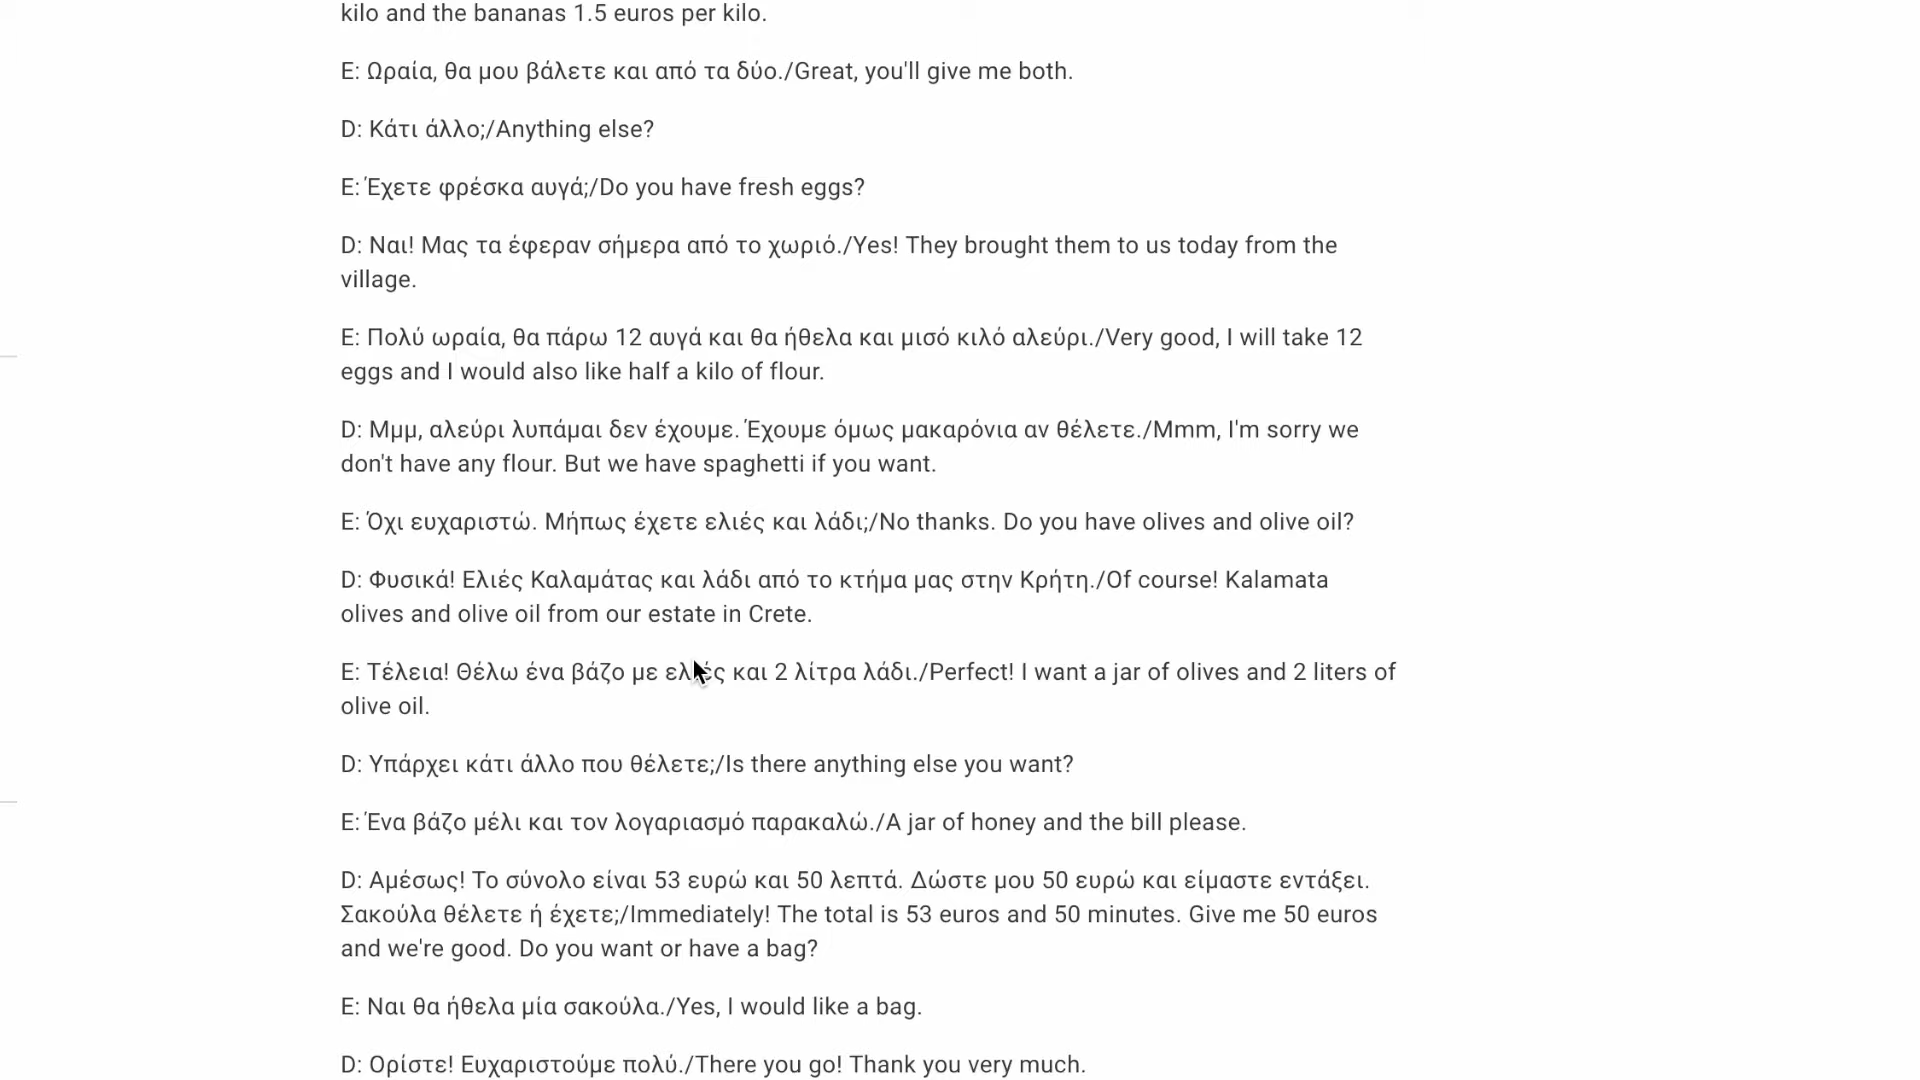 kilo and the bananas 1.5 euros per kilo.
E: Ωραία, θα μου βάλετε και από τα δύο./Great, you'll give me both.
D: Κάτι άλλο;/Anything else?
E: Έχετε φρέσκα αυγά;/Do you have fresh eggs?
D: Ναι! Μας τα έφεραν σήμερα από το χωριό./Yes! They brought them to us today from the
village.
E: Πολύ ωραία, θα πάρω 12 αυγά και θα ήθελα και μισό κιλό αλεύρι./Very good, I will take 12
eggs and I would also like half a kilo of flour.
D: Μμμ, αλεύρι λυπάμαι δεν έχουμε. Έχουμε όμως μακαρόνια αν θέλετε./Mmm, I'm sorry we
don't have any flour. But we have spaghetti if you want.
E: Όχι ευχαριστώ. Μήπως έχετε ελιές και λάδι;/No thanks. Do you have olives and olive oil?
D: Φυσικά! Ελιές Καλαμάτας και λάδι από το κτήμα μας στην Κρήτη./Of course! Kalamata
olives and olive oil from our estate in Crete.
E: Τέλεια! Θέλω ένα βάζο με ελιές και 2 λίτρα λάδι./Perfect! I want a jar of olives and 2 liters of
olive oil.
D: Υπάρχει κάτι άλλο που θέλετε;/Is there anything else you want?
E: Ένα βάζο μέλι και τον λογαριασμό παρακαλώ./A jar of honey and the bill please.
D: Αμέσως! Το σύνολο είναι 53 ευρώ και 50 λεπτά. Δώστε μου 50 ευρώ και είμαστε εντάξει.
Σακούλα θέλετε ή έχετε;/Immediately! The total is 53 euros and 50 minutes. Give me 50 euros
and we're good. Do you want or have a bag?
E: Ναι θα ήθελα μία σακούλα./Yes, I would like a bag.
D: Ορίστε! Ευχαριστούμε πολύ./There you go! Thank you very much.